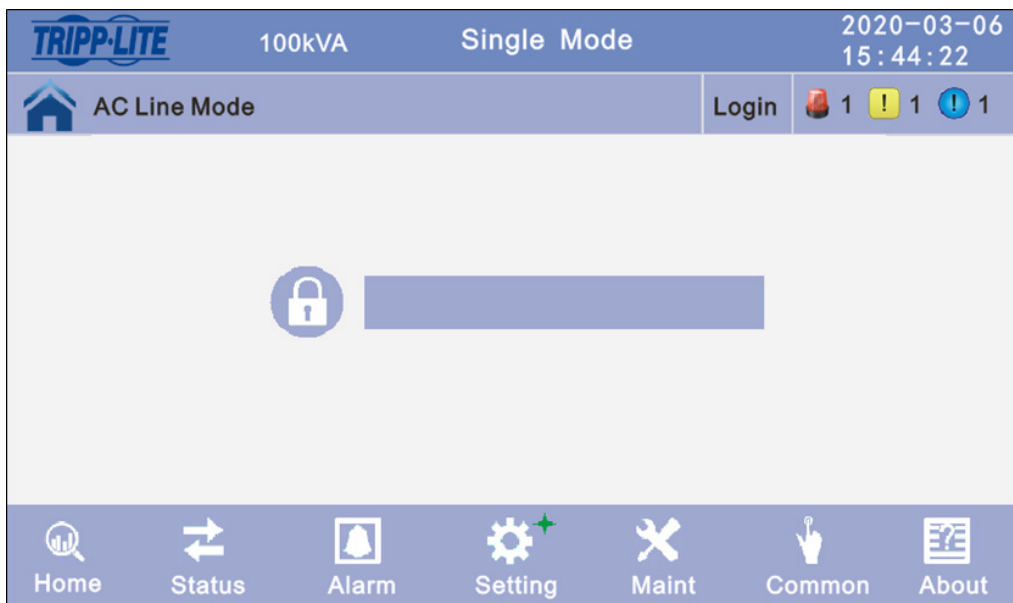 TRIPP·LITE 100kVA Single Mode 2020-03-06
15:44:22
AC Line Mode Login 1 ! 1 ! 1
Home Status Alarm Setting Maint Common About